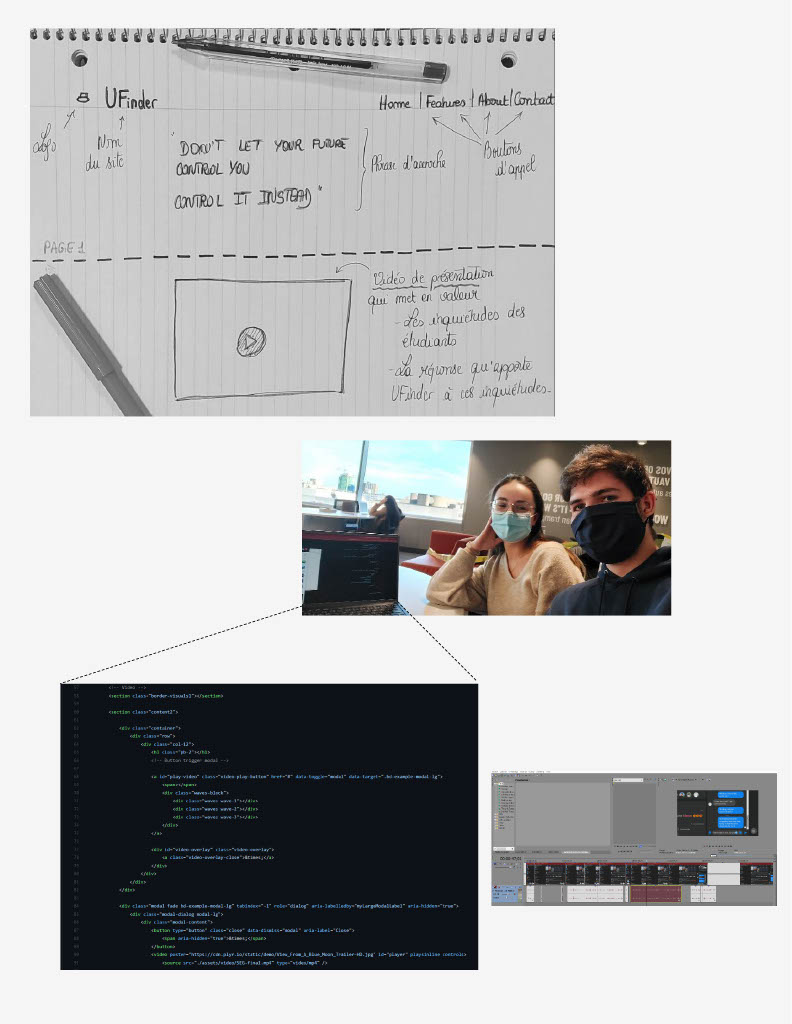 UFinder
Home | Features | About | Contact
Logo
Nom
du site
"DON'T LET YOUR FUTURE
CONTROL YOU
CONTROL IT INSTEAD"
Phrase d'accroche
Boutons
d'appel
PAGE 1
Vidéo de présentation
qui met en valeur
- Les inquiétudes des
étudiants
- La réponse qu'apporte
UFinder à ces inquiétudes.
<!-- Video -->
<section class="border-visuals1"></section>
<section class="content2">
<div class="container">
<div class="row">
<div class="col-12">
<h1 class="pb-2"></h1>
<!-- Button trigger modal -->
<a id="play-video" class="video-play-button" href="#" data-toggle="modal" data-target=".bd-example-modal-lg">
<span></span>
<div class="waves-block">
<div class="waves wave-1"></div>
<div class="waves wave-2"></div>
<div class="waves wave-3"></div>
</div>
</a>
<div id="video-overlay" class="video-overlay">
<a class="video-overlay-close">&times;</a>
</div>
</div>
</div>
</div>
<div class="modal fade bd-example-modal-lg" tabindex="-1" role="dialog" aria-labelledby="myLargeModalLabel" aria-hidden="true">
<div class="modal-dialog modal-lg">
<div class="modal-content">
<button type="button" class="close" data-dismiss="modal" aria-label="Close">
<span aria-hidden="true">&times;</span>
</button>
<video poster="https://cdn.plyr.io/static/demo/View_From_A_Blue_Moon_Trailer-HD.jpg" id="player" playsinline controls>
<source src="./assets/video/SEG-Final.mp4" type="video/mp4" />